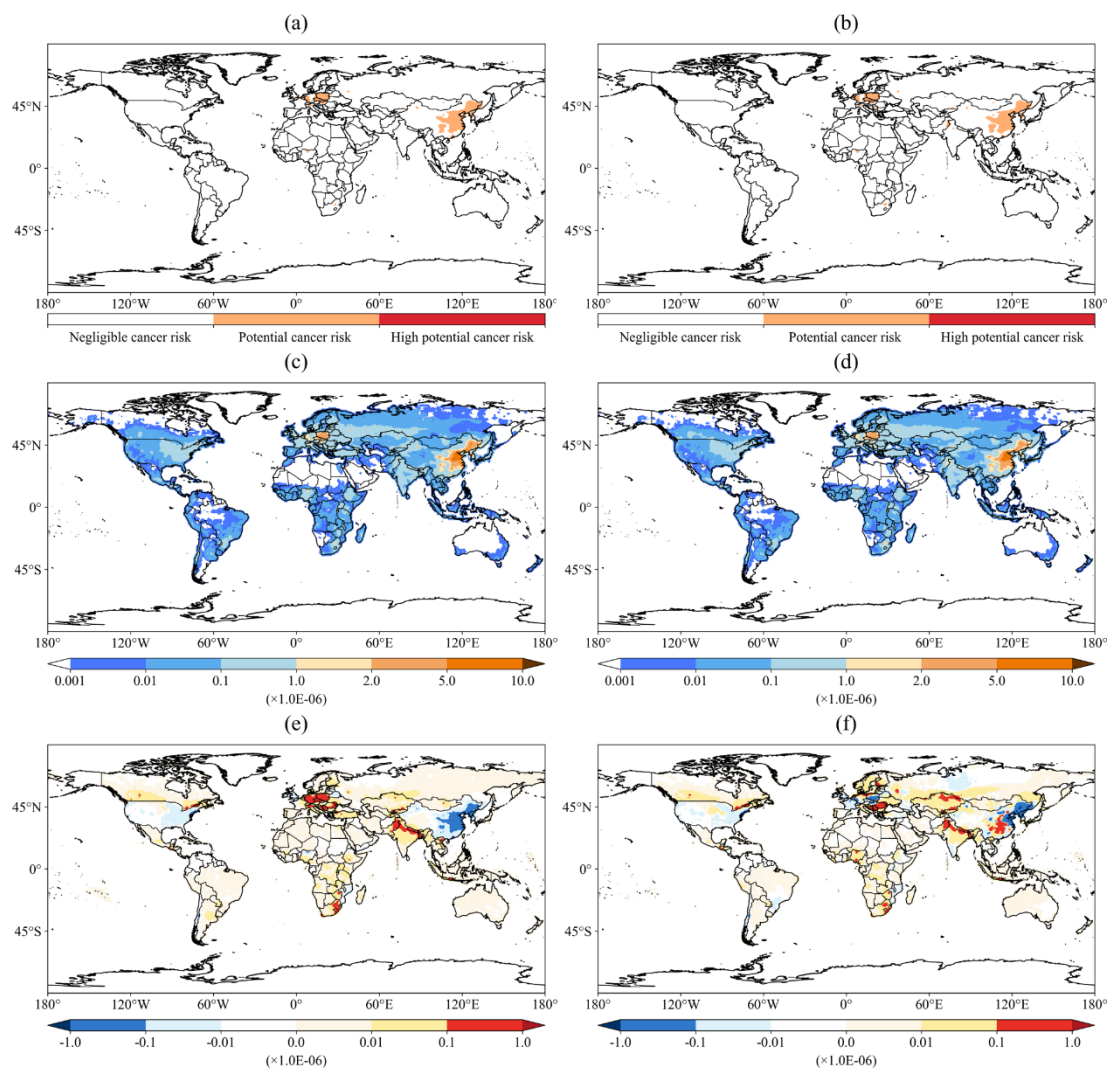 (a) (b)
45°N 45°N
0° 0°
45°S 45°S
180° 120°W 60°W 0° 60°E 120°E 180° 180° 120°W 60°W 0° 60°E 120°E 180°
Negligible cancer risk Potential cancer risk High potential cancer risk Negligible cancer risk Potential cancer risk High potential cancer risk
(c) (d)
45°N 45°N
0° 0°
45°S 45°S
180° 120°W 60°W 0° 60°E 120°E 180° 180° 120°W 60°W 0° 60°E 120°E 180°
0.001 0.01 0.1 1.0 2.0 5.0 10.0 0.001 0.01 0.1 1.0 2.0 5.0 10.0
(×1.0E-06) (×1.0E-06)
(e) (f)
45°N 45°N
0° 0°
45°S 45°S
180° 120°W 60°W 0° 60°E 120°E 180° 180° 120°W 60°W 0° 60°E 120°E 180°
-1.0 -0.1 -0.01 0.0 0.01 0.1 1.0 -1.0 -0.1 -0.01 0.0 0.01 0.1 1.0
(×1.0E-06) (×1.0E-06)